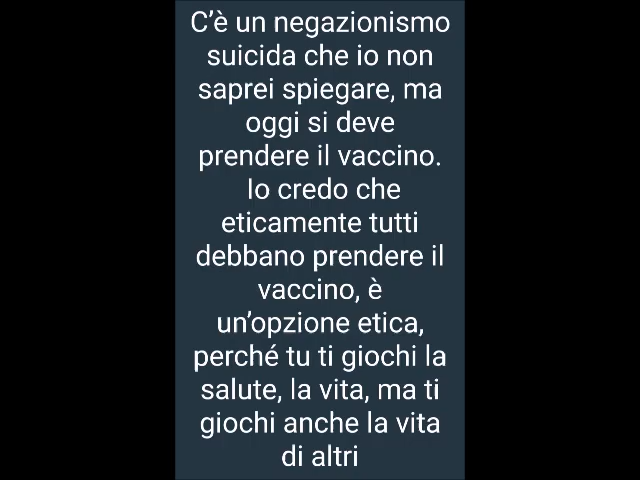 C’è un negazionismo
suicida che io non
saprei spiegare, ma
oggi si deve
prendere il vaccino.
Io credo che
eticamente tutti
debbano prendere il
vaccino, è
un’opzione etica,
perché tu ti giochi la
salute, la vita, ma ti
giochi anche la vita
di altri